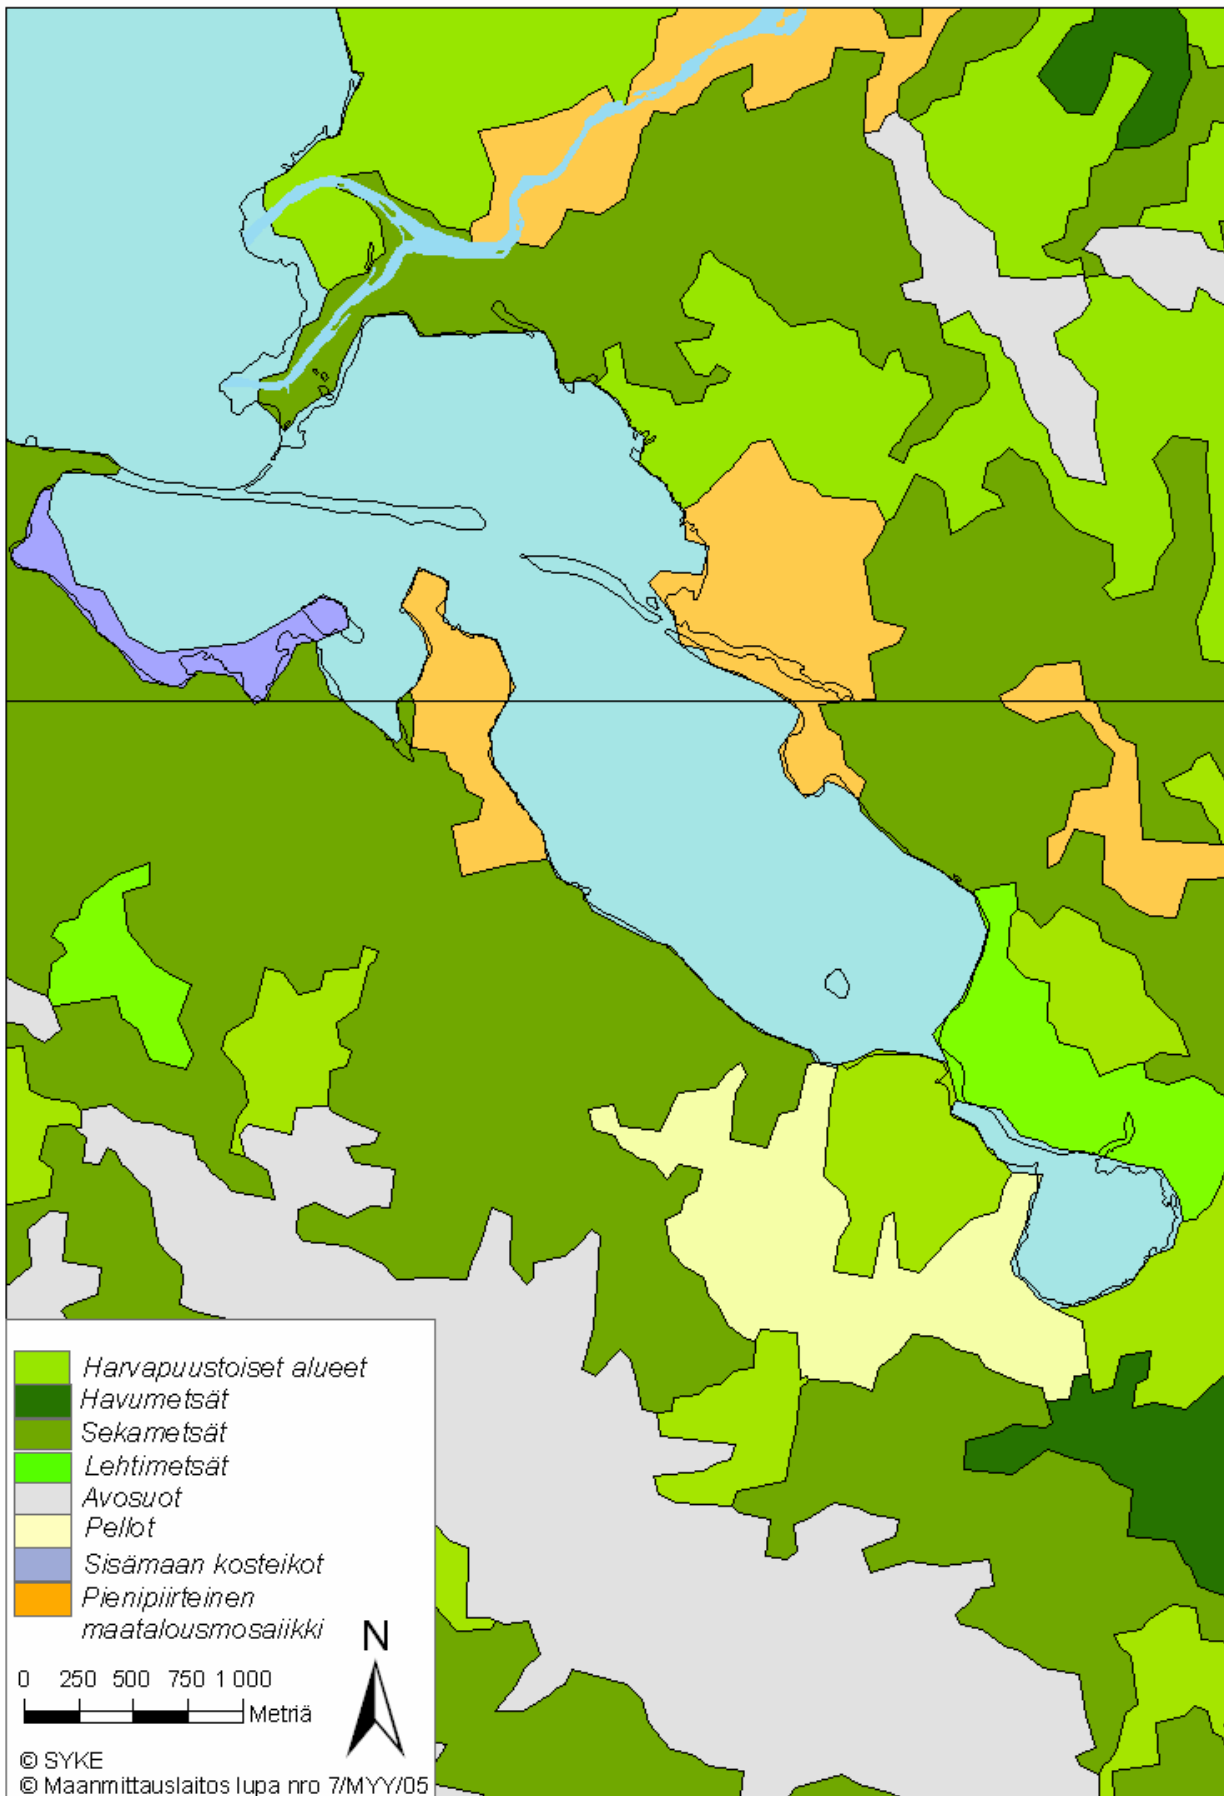 Harvapuustoiset alueet
Havumetsät
Sekametsät
Lehtimetsät
Avosuot
Pellot
Sisämaan kosteikot
Pienipiirteinen
maatalousmosaiikki
N
0 250 500 750 1 000
Metriä
© SYKE
© Maanmittauslaitos lupa nro 7/MYY/05